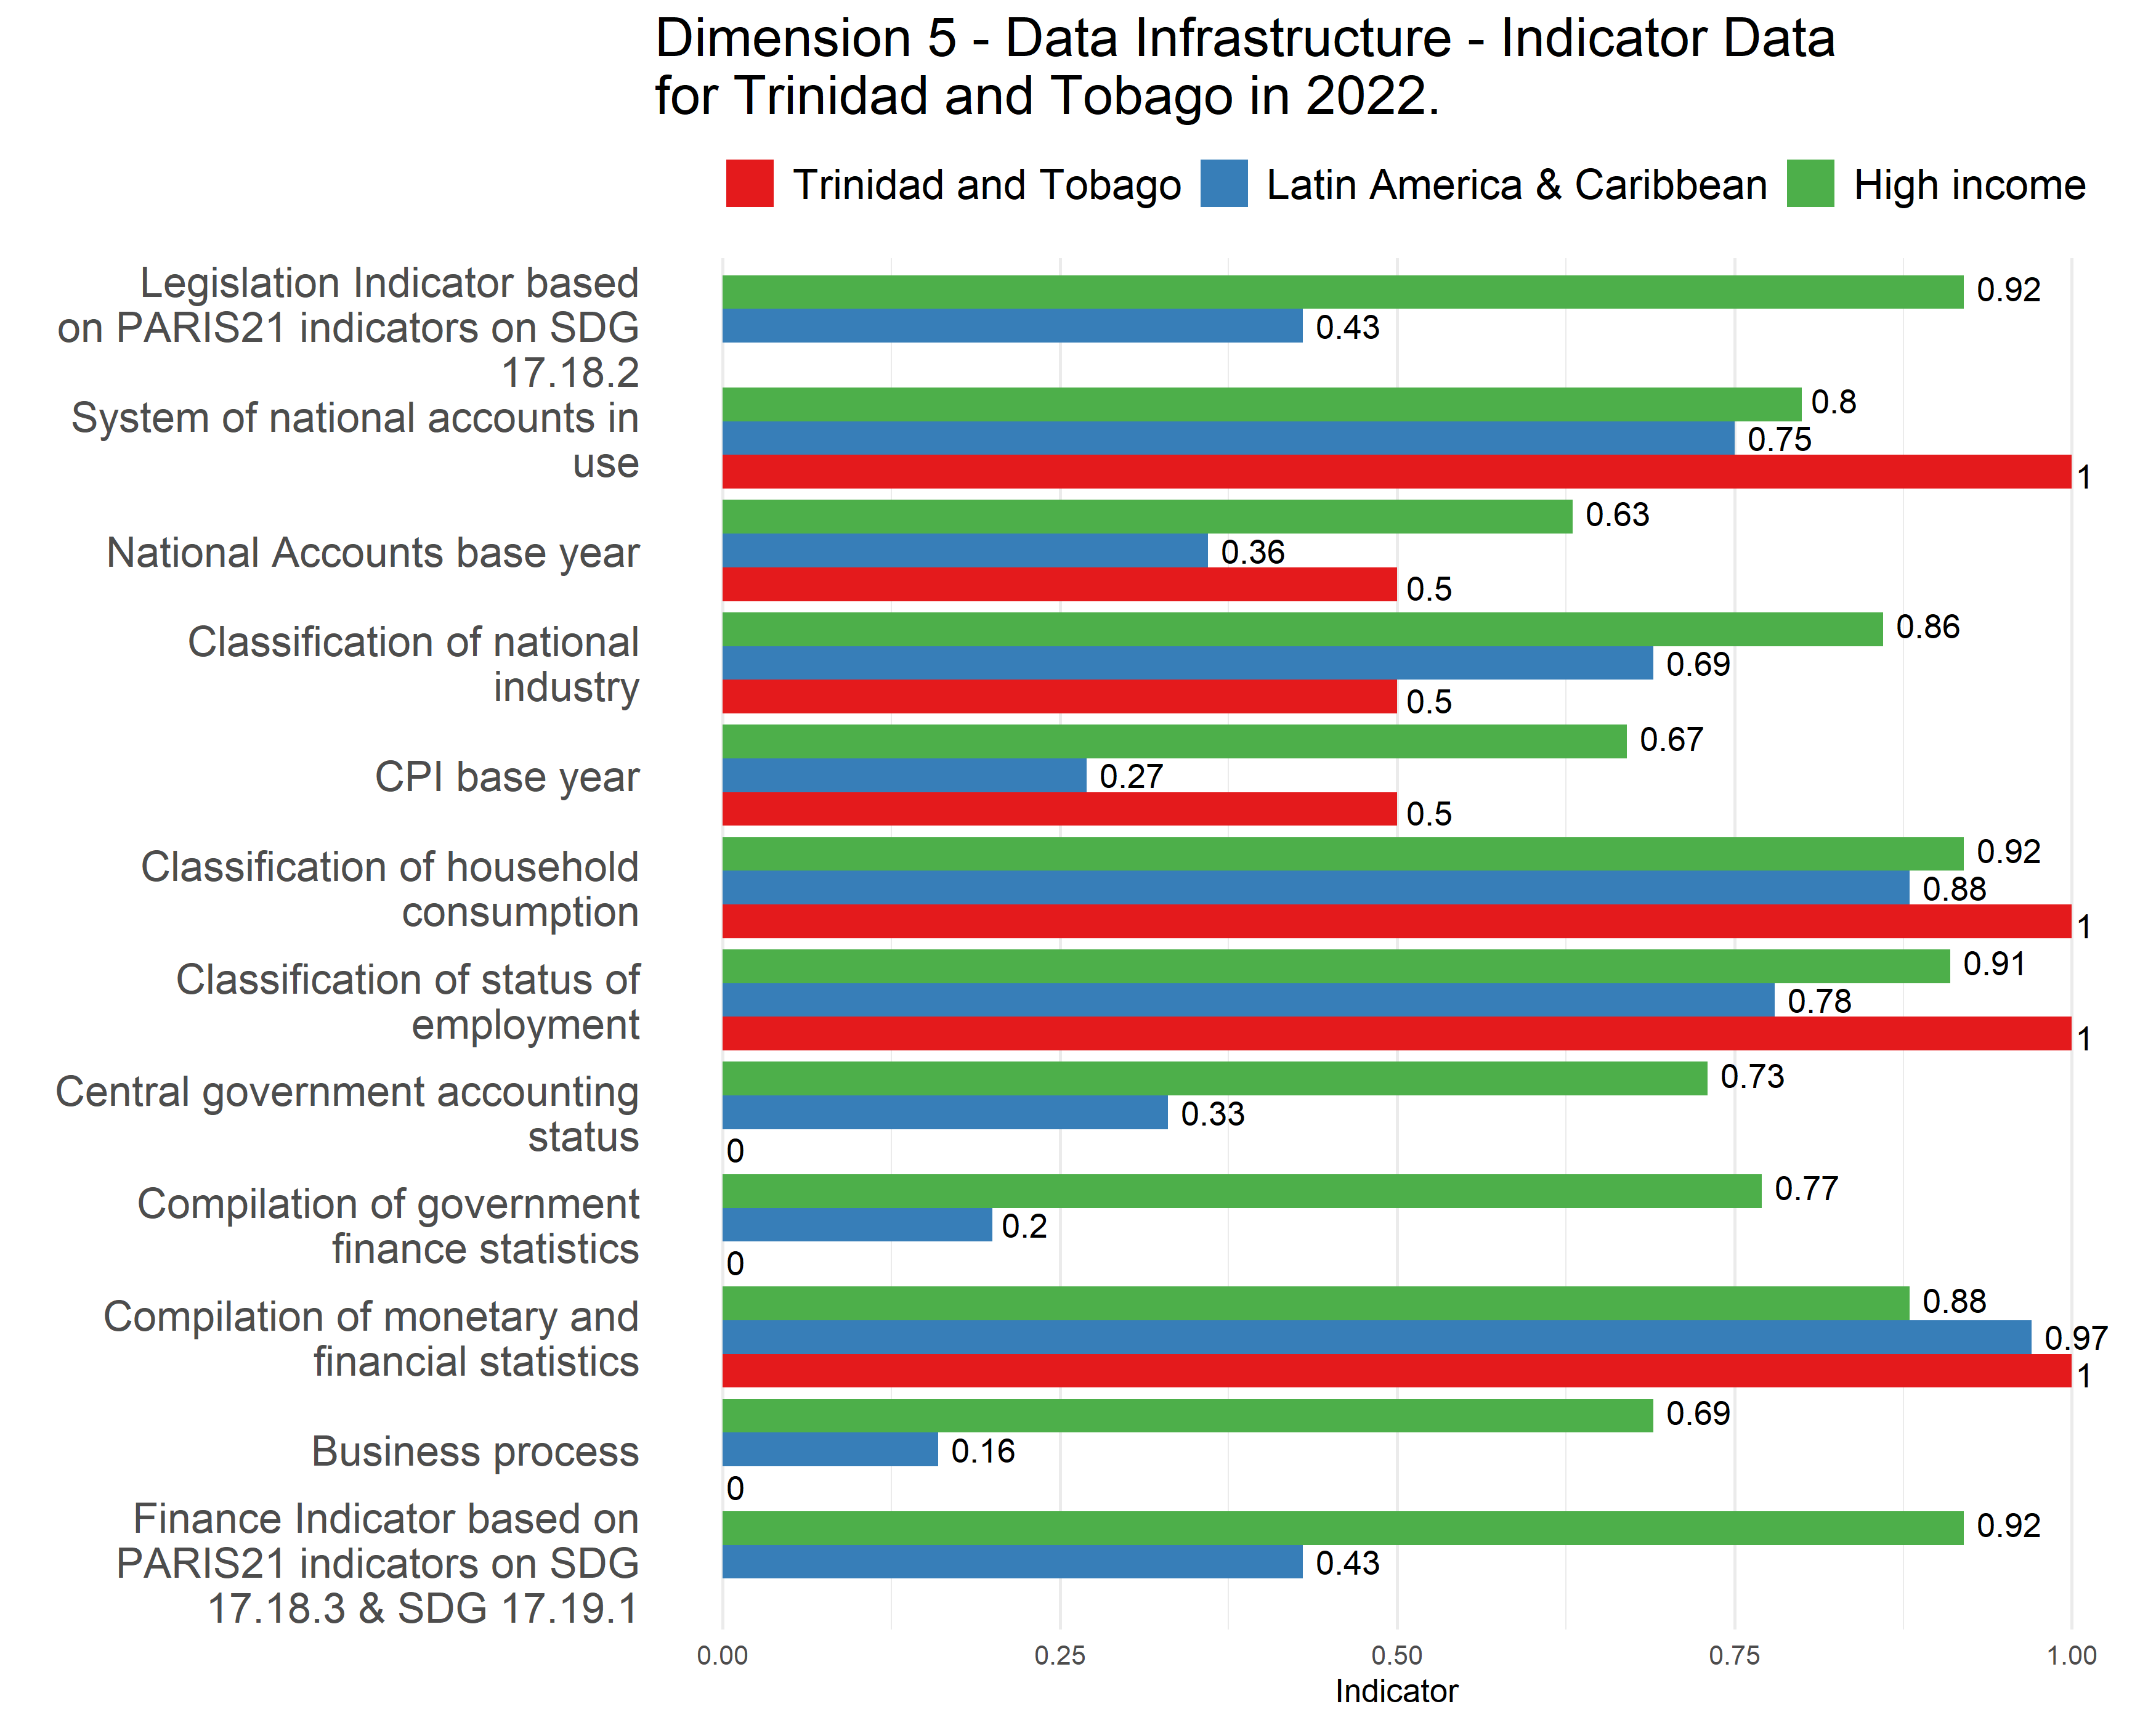 Dimension 5 - Data Infrastructure - Indicator Data
for Trinidad and Tobago in 2022.
Trinidad and Tobago
Latin America & Caribbean
High income
Legislation Indicator based
on PARIS21 indicators on SDG
17.18.2
0.92
0.43
System of national accounts in
use
0.8
0.75
1
National Accounts base year
0.63
0.36
0.5
Classification of national
industry
0.86
0.69
0.5
CPI base year
0.67
0.27
0.5
Classification of household
consumption
0.92
0.88
1
Classification of status of
employment
0.91
0.78
1
Central government accounting
status
0.73
0.33
0
Compilation of government
finance statistics
0.77
0.2
0
Compilation of monetary and
financial statistics
0.88
0.97
1
Business process
0.69
0.16
0
Finance Indicator based on
PARIS21 indicators on SDG
17.18.3 & SDG 17.19.1
0.92
0.43
0.00 0.25 0.50 0.75 1.00
Indicator